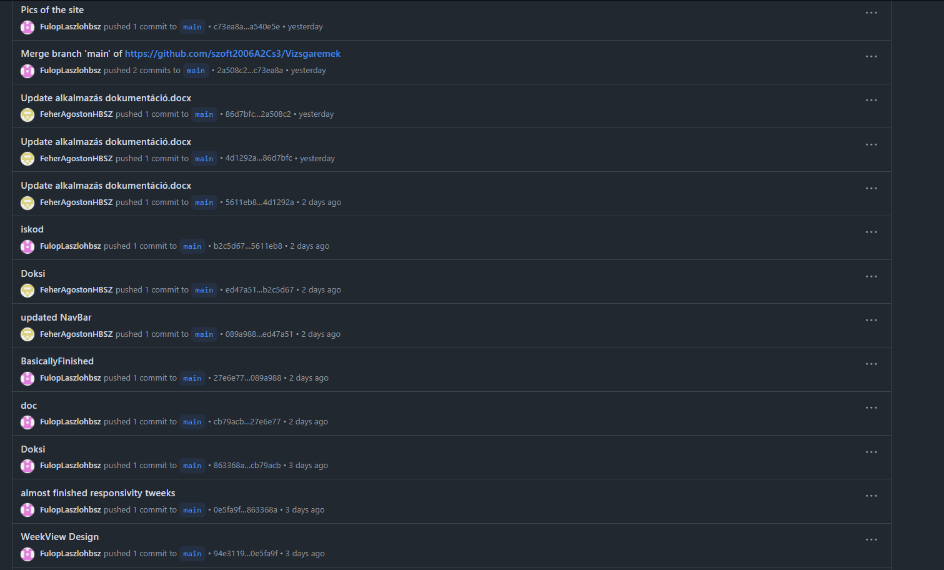 Pics of the site
FulopLaszlohbsz pushed 1 commit to main • c73ea8a...a540e5e • yesterday
Merge branch 'main' of https://github.com/szoft2006A2Cs3/Vizsgaremek
FulopLaszlohbsz pushed 2 commits to main • 2a508c2...c73ea8a • yesterday
Update alkalmazás dokumentáció.docx
FeherAgostonHBSZ pushed 1 commit to main • 86d7bfc...2a508c2 • yesterday
Update alkalmazás dokumentáció.docx
FeherAgostonHBSZ pushed 1 commit to main • 4d1292a...86d7bfc • yesterday
Update alkalmazás dokumentáció.docx
FeherAgostonHBSZ pushed 1 commit to main • 5611eb8...4d1292a • 2 days ago
iskod
FulopLaszlohbsz pushed 1 commit to main • b2c5d67...5611eb8 • 2 days ago
Doksi
FeherAgostonHBSZ pushed 1 commit to main • ed47a51...b2c5d67 • 2 days ago
updated NavBar
FeherAgostonHBSZ pushed 1 commit to main • 089a988...ed47a51 • 2 days ago
BasicallyFinished
FulopLaszlohbsz pushed 1 commit to main • 27e6e77...089a988 • 2 days ago
doc
FulopLaszlohbsz pushed 1 commit to main • cb79acb...27e6e77 • 2 days ago
Doksi
FulopLaszlohbsz pushed 1 commit to main • 863368a...cb79acb • 3 days ago
almost finished responsivity tweeks
FulopLaszlohbsz pushed 1 commit to main • 0e5fa9f...863368a • 3 days ago
WeekView Design
FulopLaszlohbsz pushed 1 commit to main • 94e3119...0e5fa9f • 3 days ago